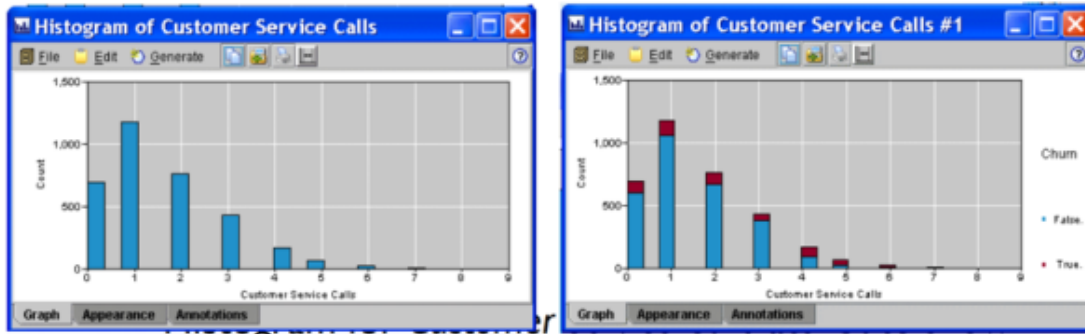 Histogram of Customer Service Calls
File Edit Generate
1,500
1,000
500
0
Count
0 1 2 3 4 5 6 7 8 9
Customer Service Calls
Graph Appearance Annotations
Histogram of Customer Service Calls #1
File Edit Generate
1,500
1,000
500
0
Count
0 1 2 3 4 5 6 7 8 9
Customer Service Calls
Churn
False.
True.
Graph Appearance Annotations
Histogram for Customer